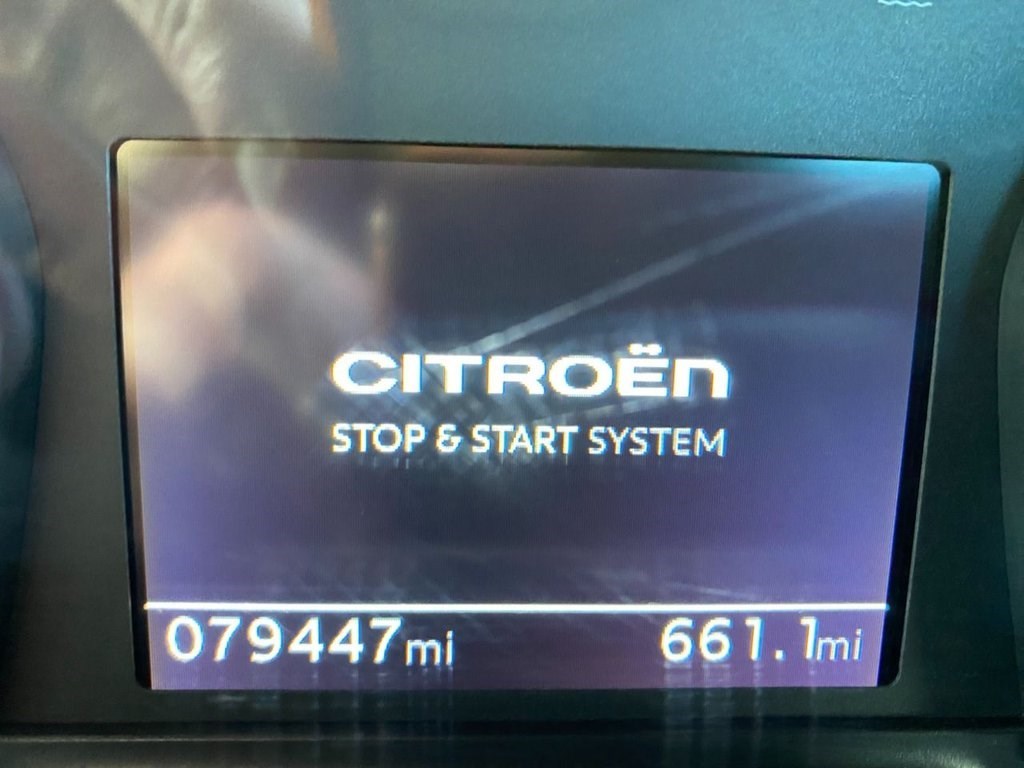 CITROËN
STOP & START SYSTEM
079447mi 661.1mi